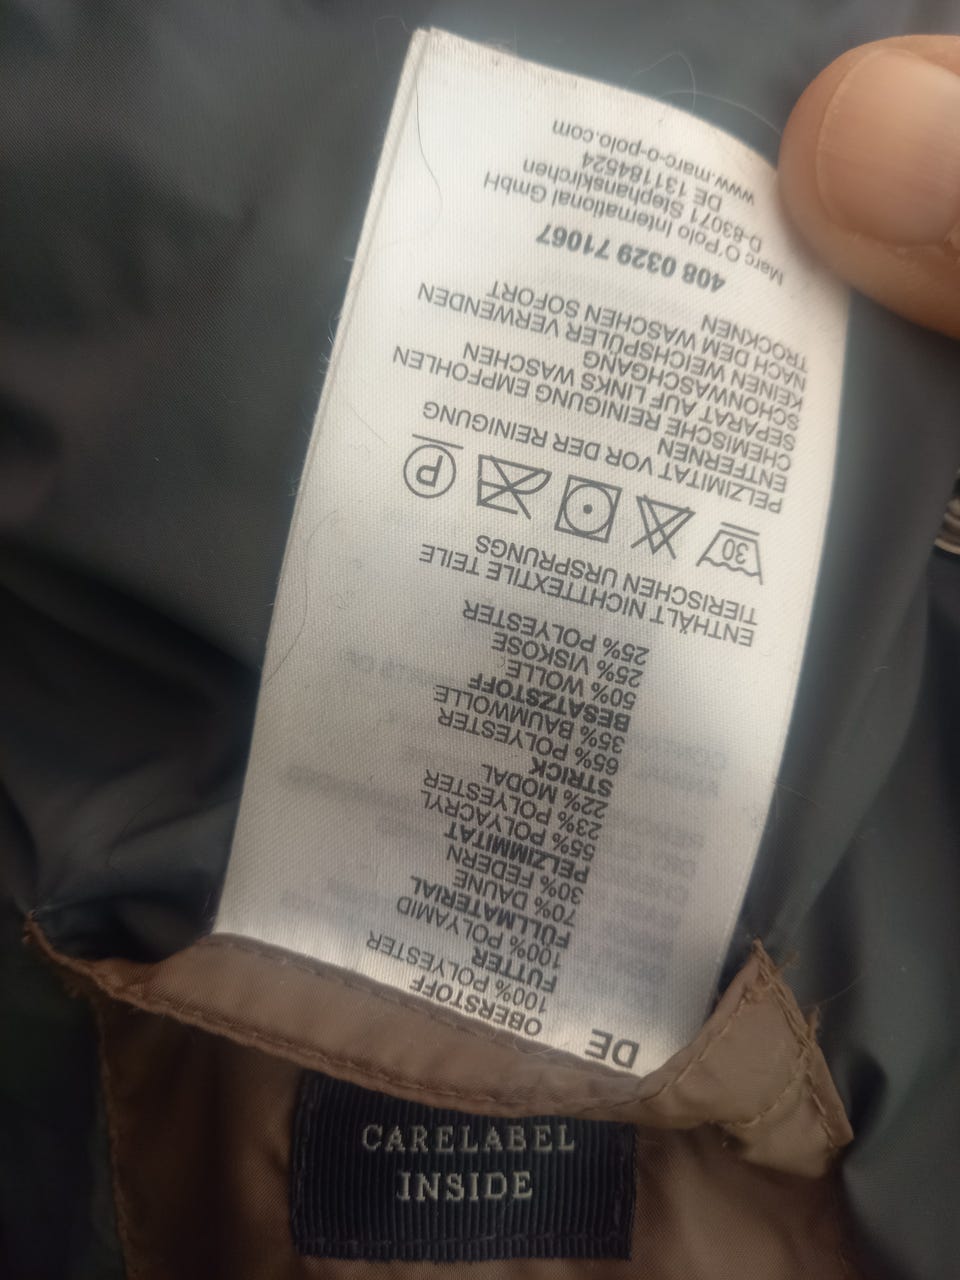 DE
OBERSTOFF
100% POLYESTER
FUTTER
100% POLYAMID
FÜLLMATERIAL
70% DAUNE
30% FEDERN
PELZIMITAT
55% POLYACRYL
23% POLYESTER
22% MODAL
STRICK
65% POLYESTER
35% BAUMWOLLE
BESATZSTOFF
50% WOLLE
25% VISKOSE
25% POLYESTER
ENTHÄLT NICHTTEXTILE TEILE
TIERISCHEN URSPRUNGS
30
P
PELZIMITAT VOR DER REINIGUNG
ENTFERNEN
CHEMISCHE REINIGUNG EMPFOHLEN
SEPARAT AUF LINKS WASCHEN
SCHONWASCHGANG
KEINEN WEICHSPÜLER VERWENDEN
NACH DEM WASCHEN SOFORT
TROCKNEN
408 0329 71067
Marc O'Polo International GmbH
D-83071 Stephanskirchen
DE 131184524
www.marc-o-polo.com
CARELABEL
INSIDE